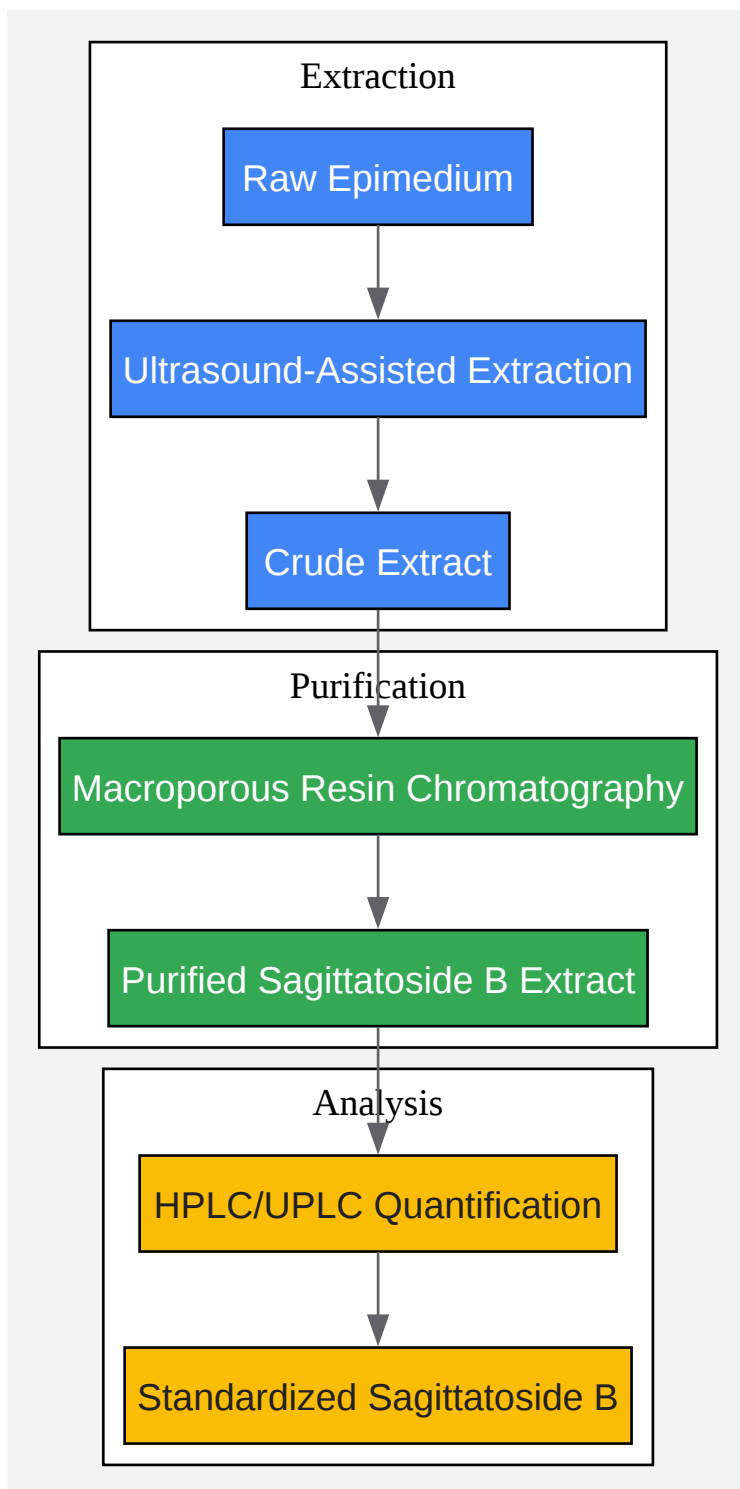 Extraction
Raw Epimedium
Ultrasound-Assisted Extraction
Crude Extract
Purification
Macroporous Resin Chromatography
Purified Sagittatoside B Extract
Analysis
HPLC/UPLC Quantification
Standardized Sagittatoside B